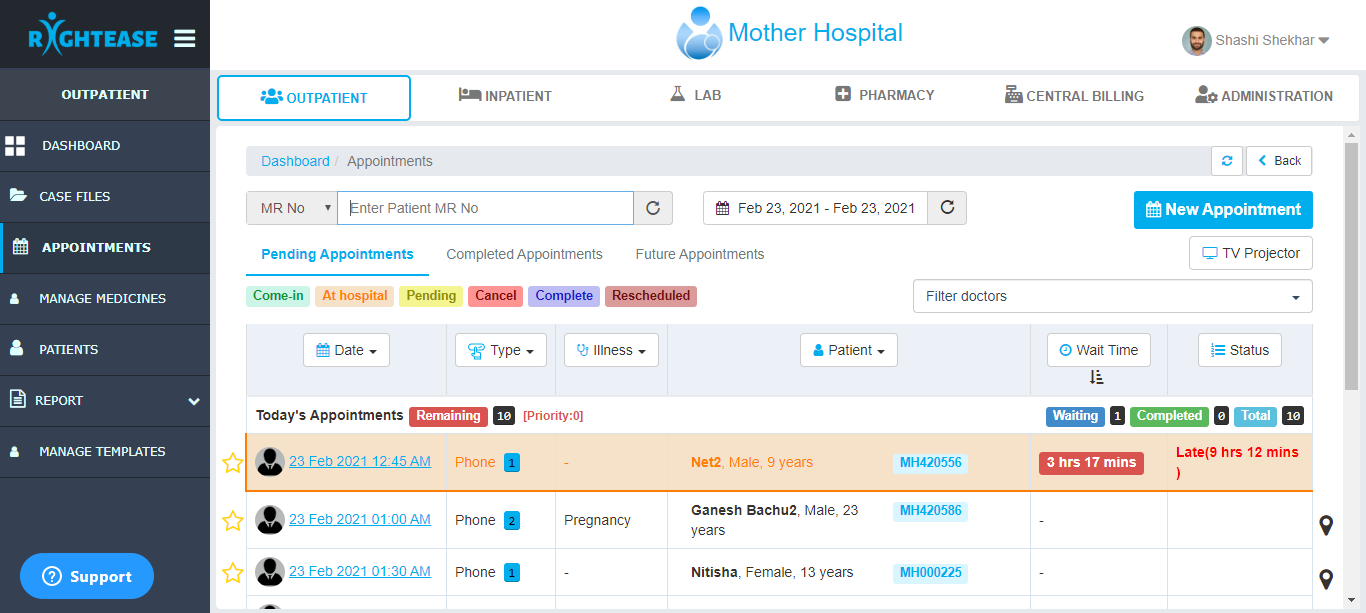 RIGHTEASE
Mother Hospital
Shashi Shekhar
OUTPATIENT
OUTPATIENT
INPATIENT
LAB
PHARMACY
CENTRAL BILLING
ADMINISTRATION
DASHBOARD
CASE FILES
APPOINTMENTS
MANAGE MEDICINES
PATIENTS
REPORT
MANAGE TEMPLATES
Support
Dashboard / Appointments
Back
MR No
Enter Patient MR No
Feb 23, 2021 - Feb 23, 2021
New Appointment
Pending Appointments
Completed Appointments
Future Appointments
TV Projector
Come-in At hospital Pending Cancel Complete Rescheduled
Filter doctors
Date Type Illness Patient Wait Time Status
Today's Appointments Remaining 10 [Priority:0] Waiting 1 Completed 0 Total 10
23 Feb 2021 12:45 AM Phone 1 - Net2, Male, 9 years MH420556 3 hrs 17 mins Late(9 hrs 12 mins
)
23 Feb 2021 01:00 AM Phone 2 Pregnancy Ganesh Bachu2, Male, 23 MH420586 -
years
23 Feb 2021 01:30 AM Phone 1 - Nitisha, Female, 13 years MH000225 -